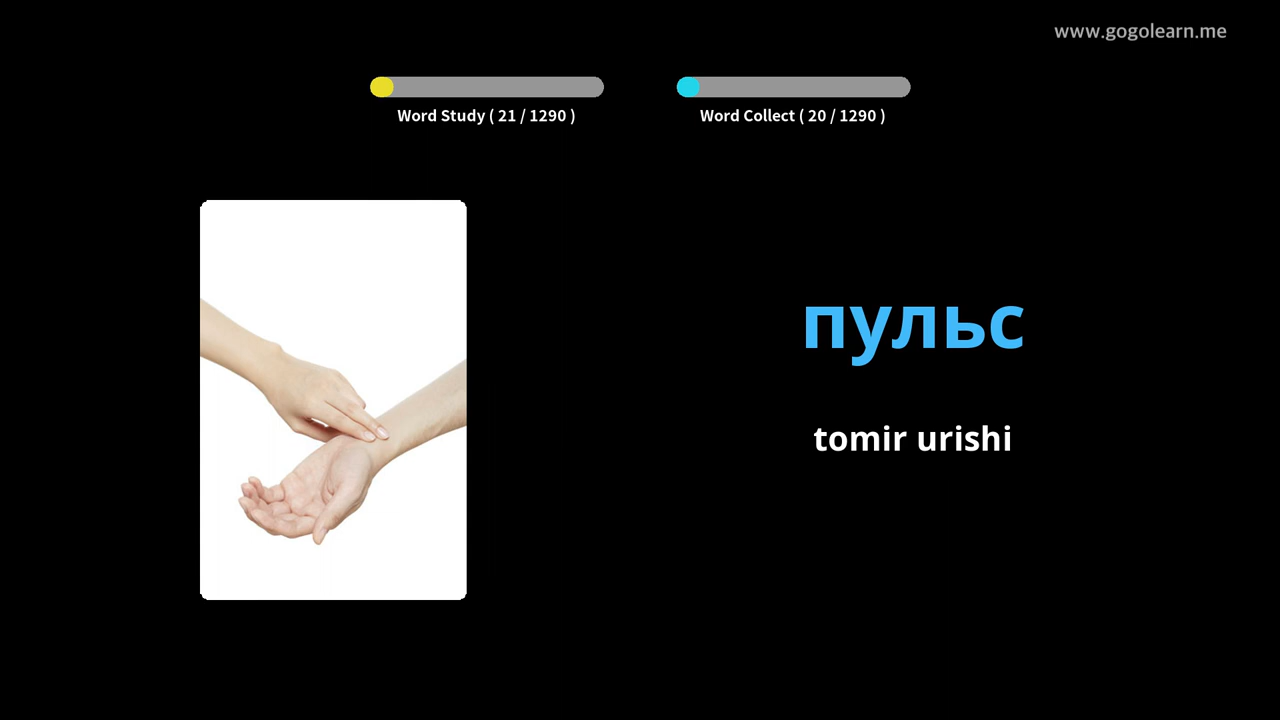 www.gogolearn.me
Word Study ( 21 / 1290 )
Word Collect ( 20 / 1290 )
пульс
tomir urishi